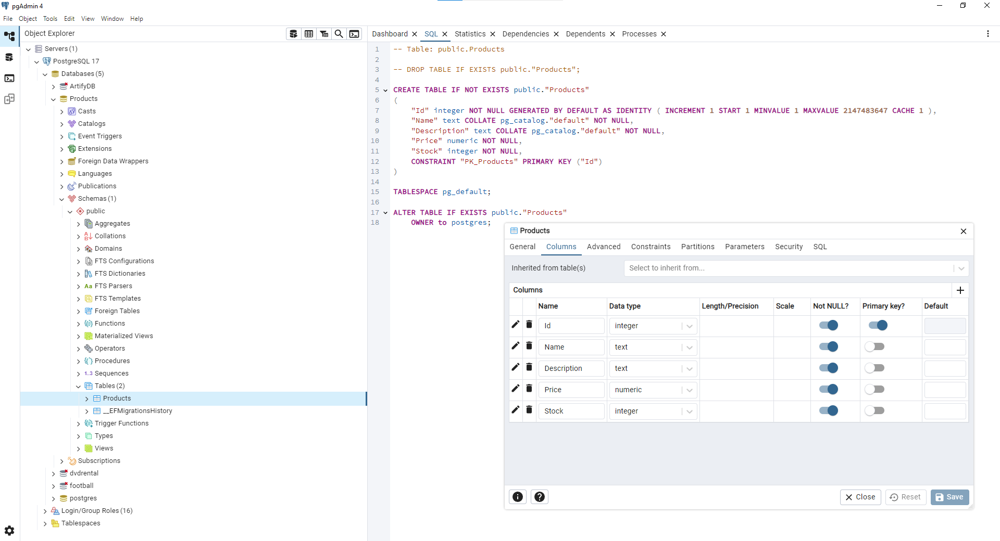 pgAdmin 4
File Object Tools Edit View Window Help
Object Explorer
Servers (1)
PostgreSQL 17
Databases (5)
ArtifyDB
Products
Casts
Catalogs
Event Triggers
Extensions
Foreign Data Wrappers
Languages
Publications
Schemas (1)
public
Aggregates
Collations
Domains
FTS Configurations
FTS Dictionaries
Aa FTS Parsers
FTS Templates
Foreign Tables
Functions
Materialized Views
Operators
Procedures
1..3 Sequences
Tables (2)
Products
__EFMigrationsHistory
Trigger Functions
Types
Views
Subscriptions
dvdrental
football
postgres
Login/Group Roles (16)
Tablespaces
Dashboard SQL Statistics Dependencies Dependents Processes
1 -- Table: public.Products
2
3 -- DROP TABLE IF EXISTS public."Products";
4
5 CREATE TABLE IF NOT EXISTS public."Products"
6 (
7 "Id" integer NOT NULL GENERATED BY DEFAULT AS IDENTITY ( INCREMENT 1 START 1 MINVALUE 1 MAXVALUE 2147483647 CACHE 1 ),
8 "Name" text COLLATE pg_catalog."default" NOT NULL,
9 "Description" text COLLATE pg_catalog."default" NOT NULL,
10 "Price" numeric NOT NULL,
11 "Stock" integer NOT NULL,
12 CONSTRAINT "PK_Products" PRIMARY KEY ("Id")
13 )
14
15 TABLESPACE pg_default;
16
17 ALTER TABLE IF EXISTS public."Products"
18 OWNER to postgres;
Products
General Columns Advanced Constraints Partitions Parameters Security SQL
Inherited from table(s) Select to inherit from...
Columns
Name Data type Length/Precision Scale Not NULL? Primary key? Default
Id integer
Name text
Description text
Price numeric
Stock integer
Close Reset Save